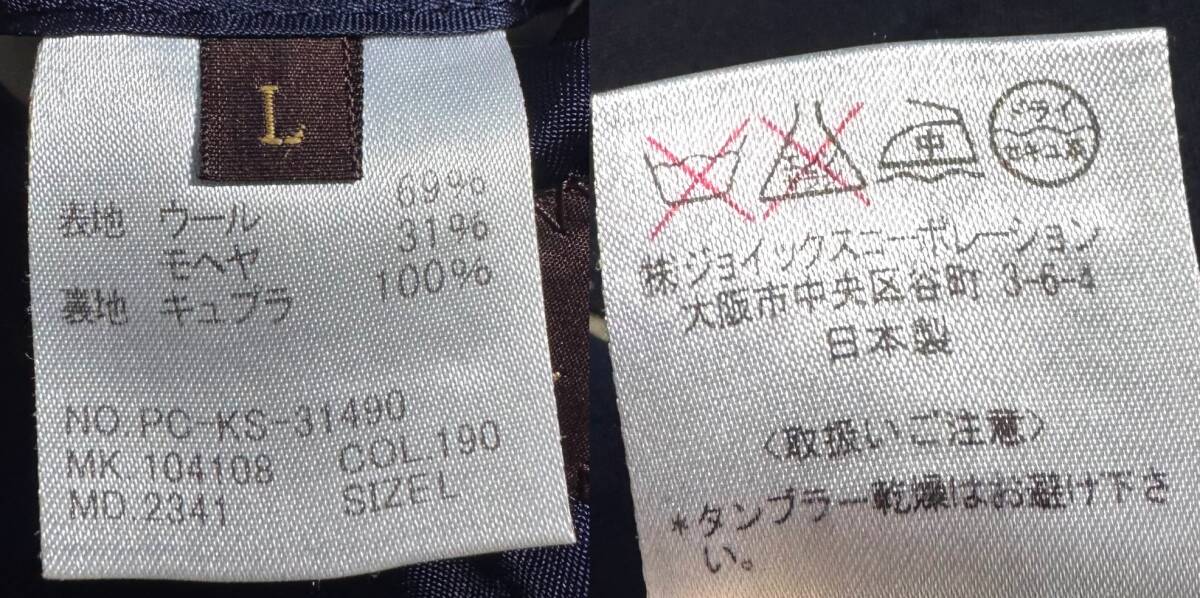 L
表地 ウール 69%
モヘヤ 31%
裏地 キュプラ 100%
NO.PC-KS-31490
MK.104108 COL.190
MD.2341 SIZE L
中
ドライ
セキユ系
株ジョイックスコーポレーション
大阪市中央区谷町 3-6-4
日本製
〈取扱いご注意〉
*タンブラー乾燥はお避け下さ
い。